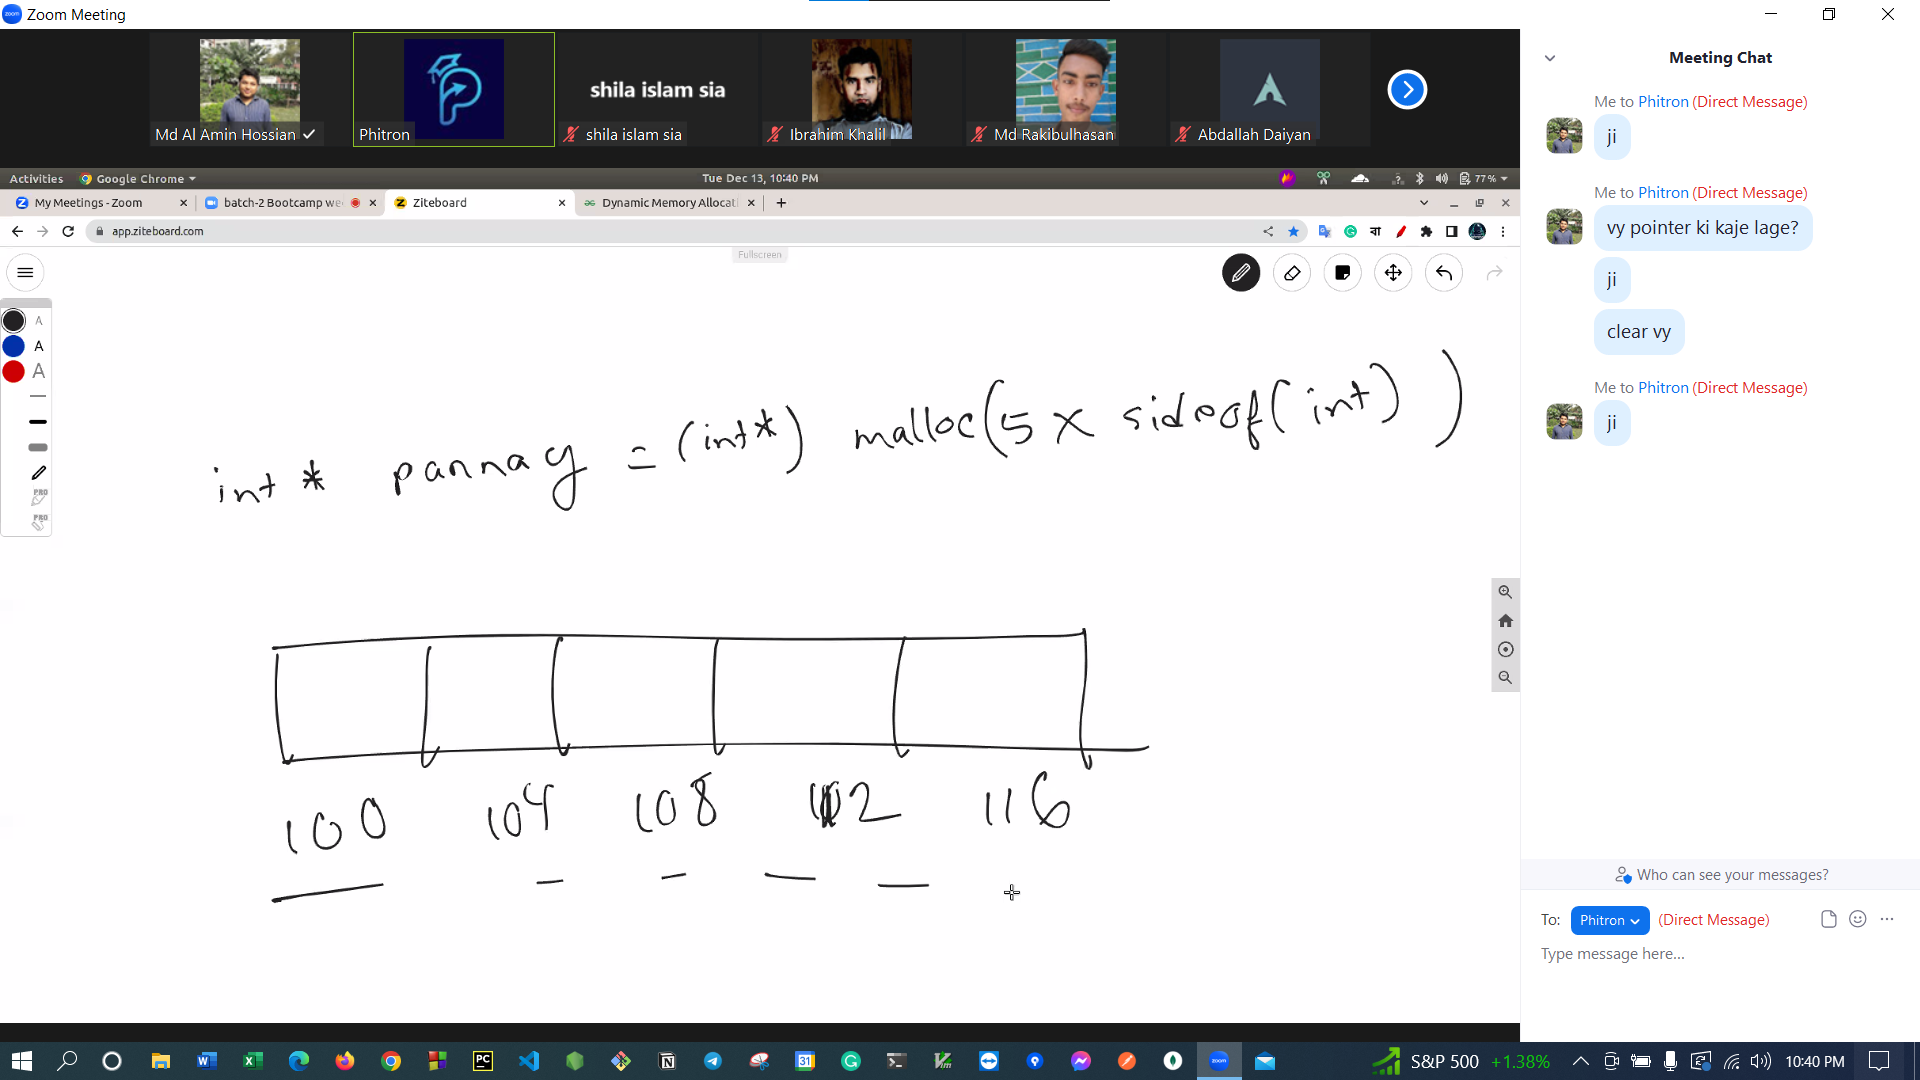 Zoom Meeting
shila islam sia
Md Al Amin Hossian
Phitron
shila islam sia
Ibrahim Khalil
Md Rakibulhasan
Abdallah Daiyan
Activities
Google Chrome
Tue Dec 13, 10:40 PM
77 %
My Meetings - Zoom
batch-2 Bootcamp we
Ziteboard
Dynamic Memory Allocat
app.ziteboard.com
Fullscreen
A
A
A
PRO
PRO
int * parray = (int*) malloc(5 X sideof(int))
100 104 108 112 116
Meeting Chat
Me to Phitron (Direct Message)
ji
Me to Phitron (Direct Message)
vy pointer ki kaje lage?
ji
clear vy
Me to Phitron (Direct Message)
ji
Who can see your messages?
To: Phitron (Direct Message)
Type message here...
S&P 500 +1.38%
10:40 PM